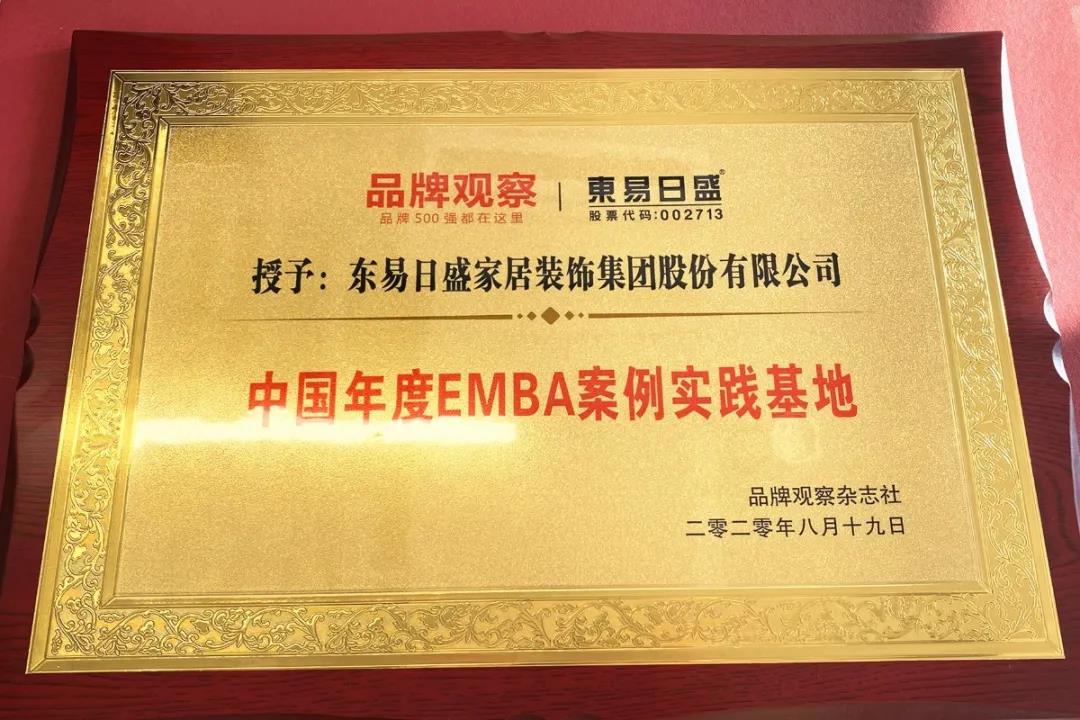 品牌观察 | 東易日盛®
品牌500强都在这里 股票代码:002713
授予：东易日盛家居装饰集团股份有限公司
中国年度EMBA案例实践基地
品牌观察杂志社
二零二零年八月十九日